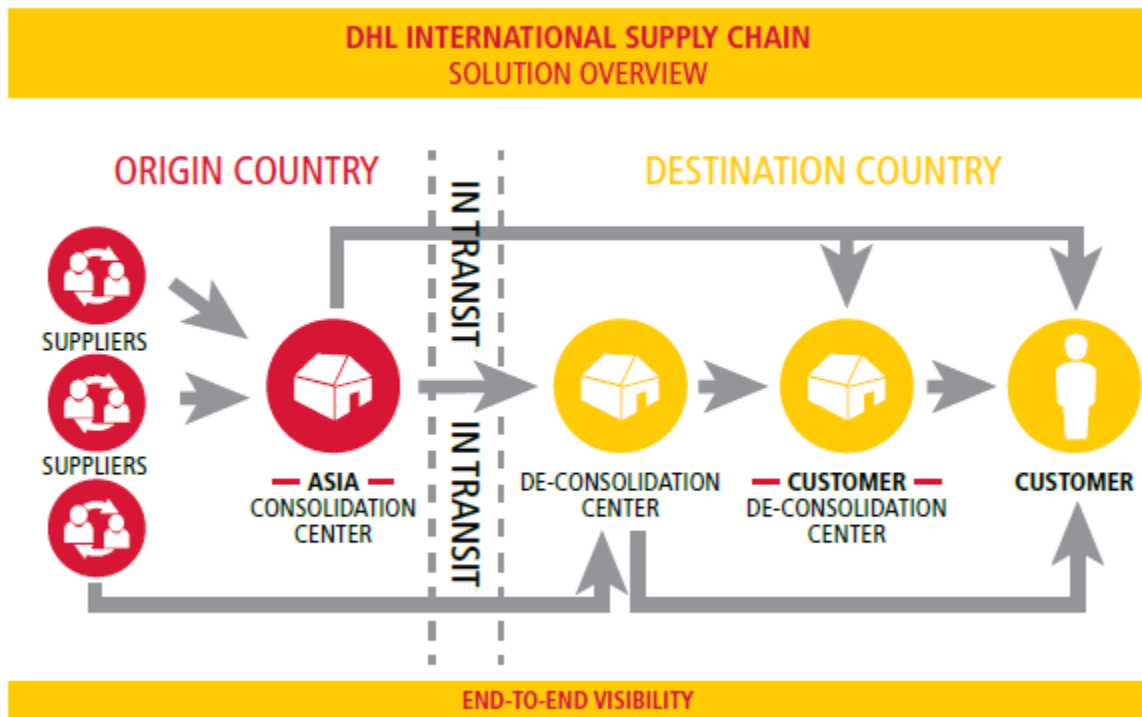 DHL INTERNATIONAL SUPPLY CHAIN
SOLUTION OVERVIEW
ORIGIN COUNTRY
IN TRANSIT
DESTINATION COUNTRY
SUPPLIERS
SUPPLIERS
ASIA
CONSOLIDATION
CENTER
IN TRANSIT
DE-CONSOLIDATION
CENTER
CUSTOMER
DE-CONSOLIDATION
CENTER
CUSTOMER
END-TO-END VISIBILITY